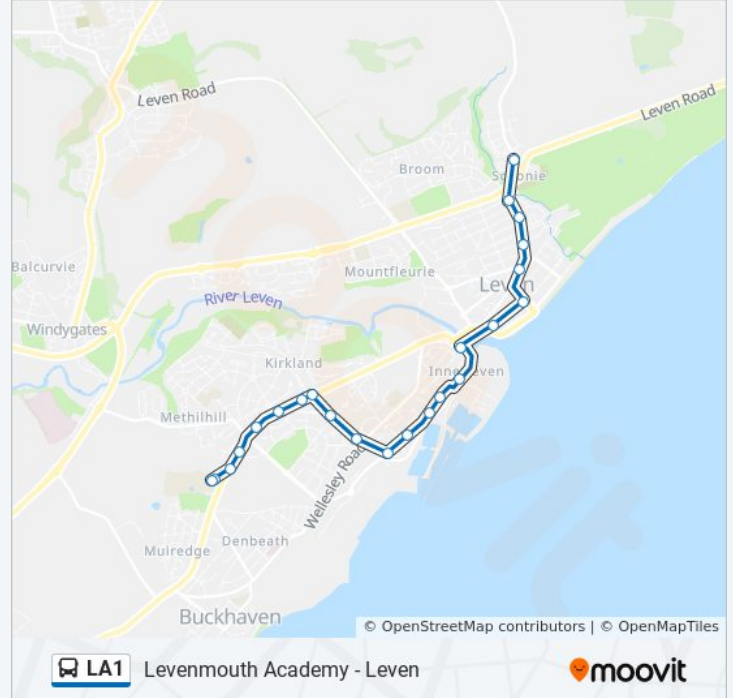 Leven Road
Leven Road
Broom
Scoonie
Balcurvie
Mountfleurie
Leven
River Leven
Windygates
Kirkland
Innerleven
Methilhill
Wellesley Road
Denbeath
Muiredge
Buckhaven
© OpenStreetMap contributors | © OpenMapTiles
LA1 Levenmouth Academy - Leven
moovit